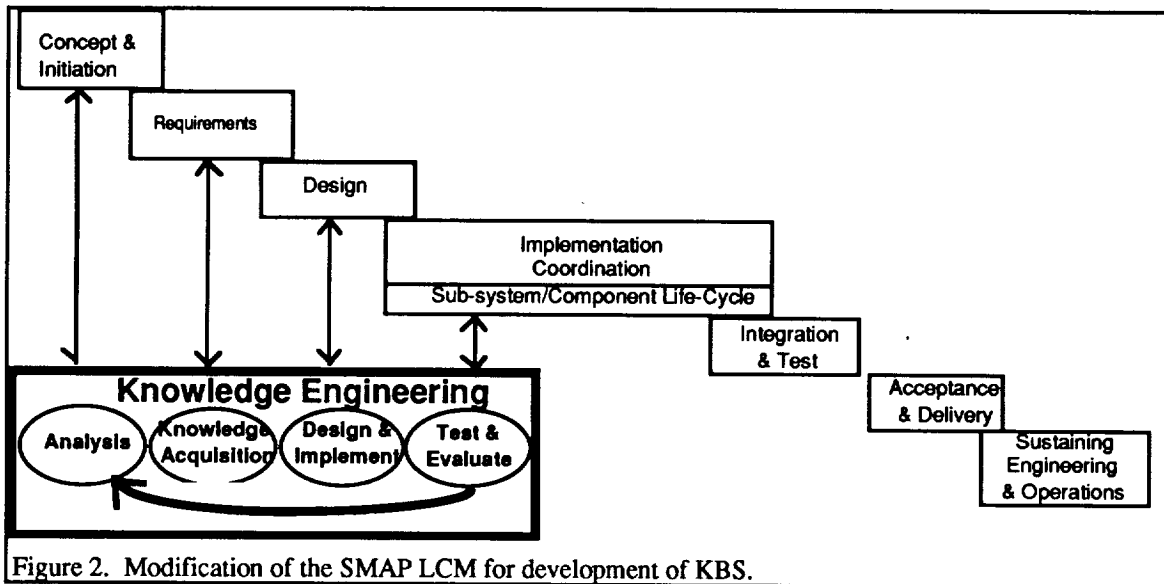 Concept &
Initiation
Requirements
Design
Implementation
Coordination
Sub-system/Component Life-Cycle
Integration
& Test
Acceptance
& Delivery
Sustaining
Engineering
& Operations
Knowledge Engineering
Analysis
Knowledge
Acquisition
Design &
Implement
Test &
Evaluate
Figure 2. Modification of the SMAP LCM for development of KBS.